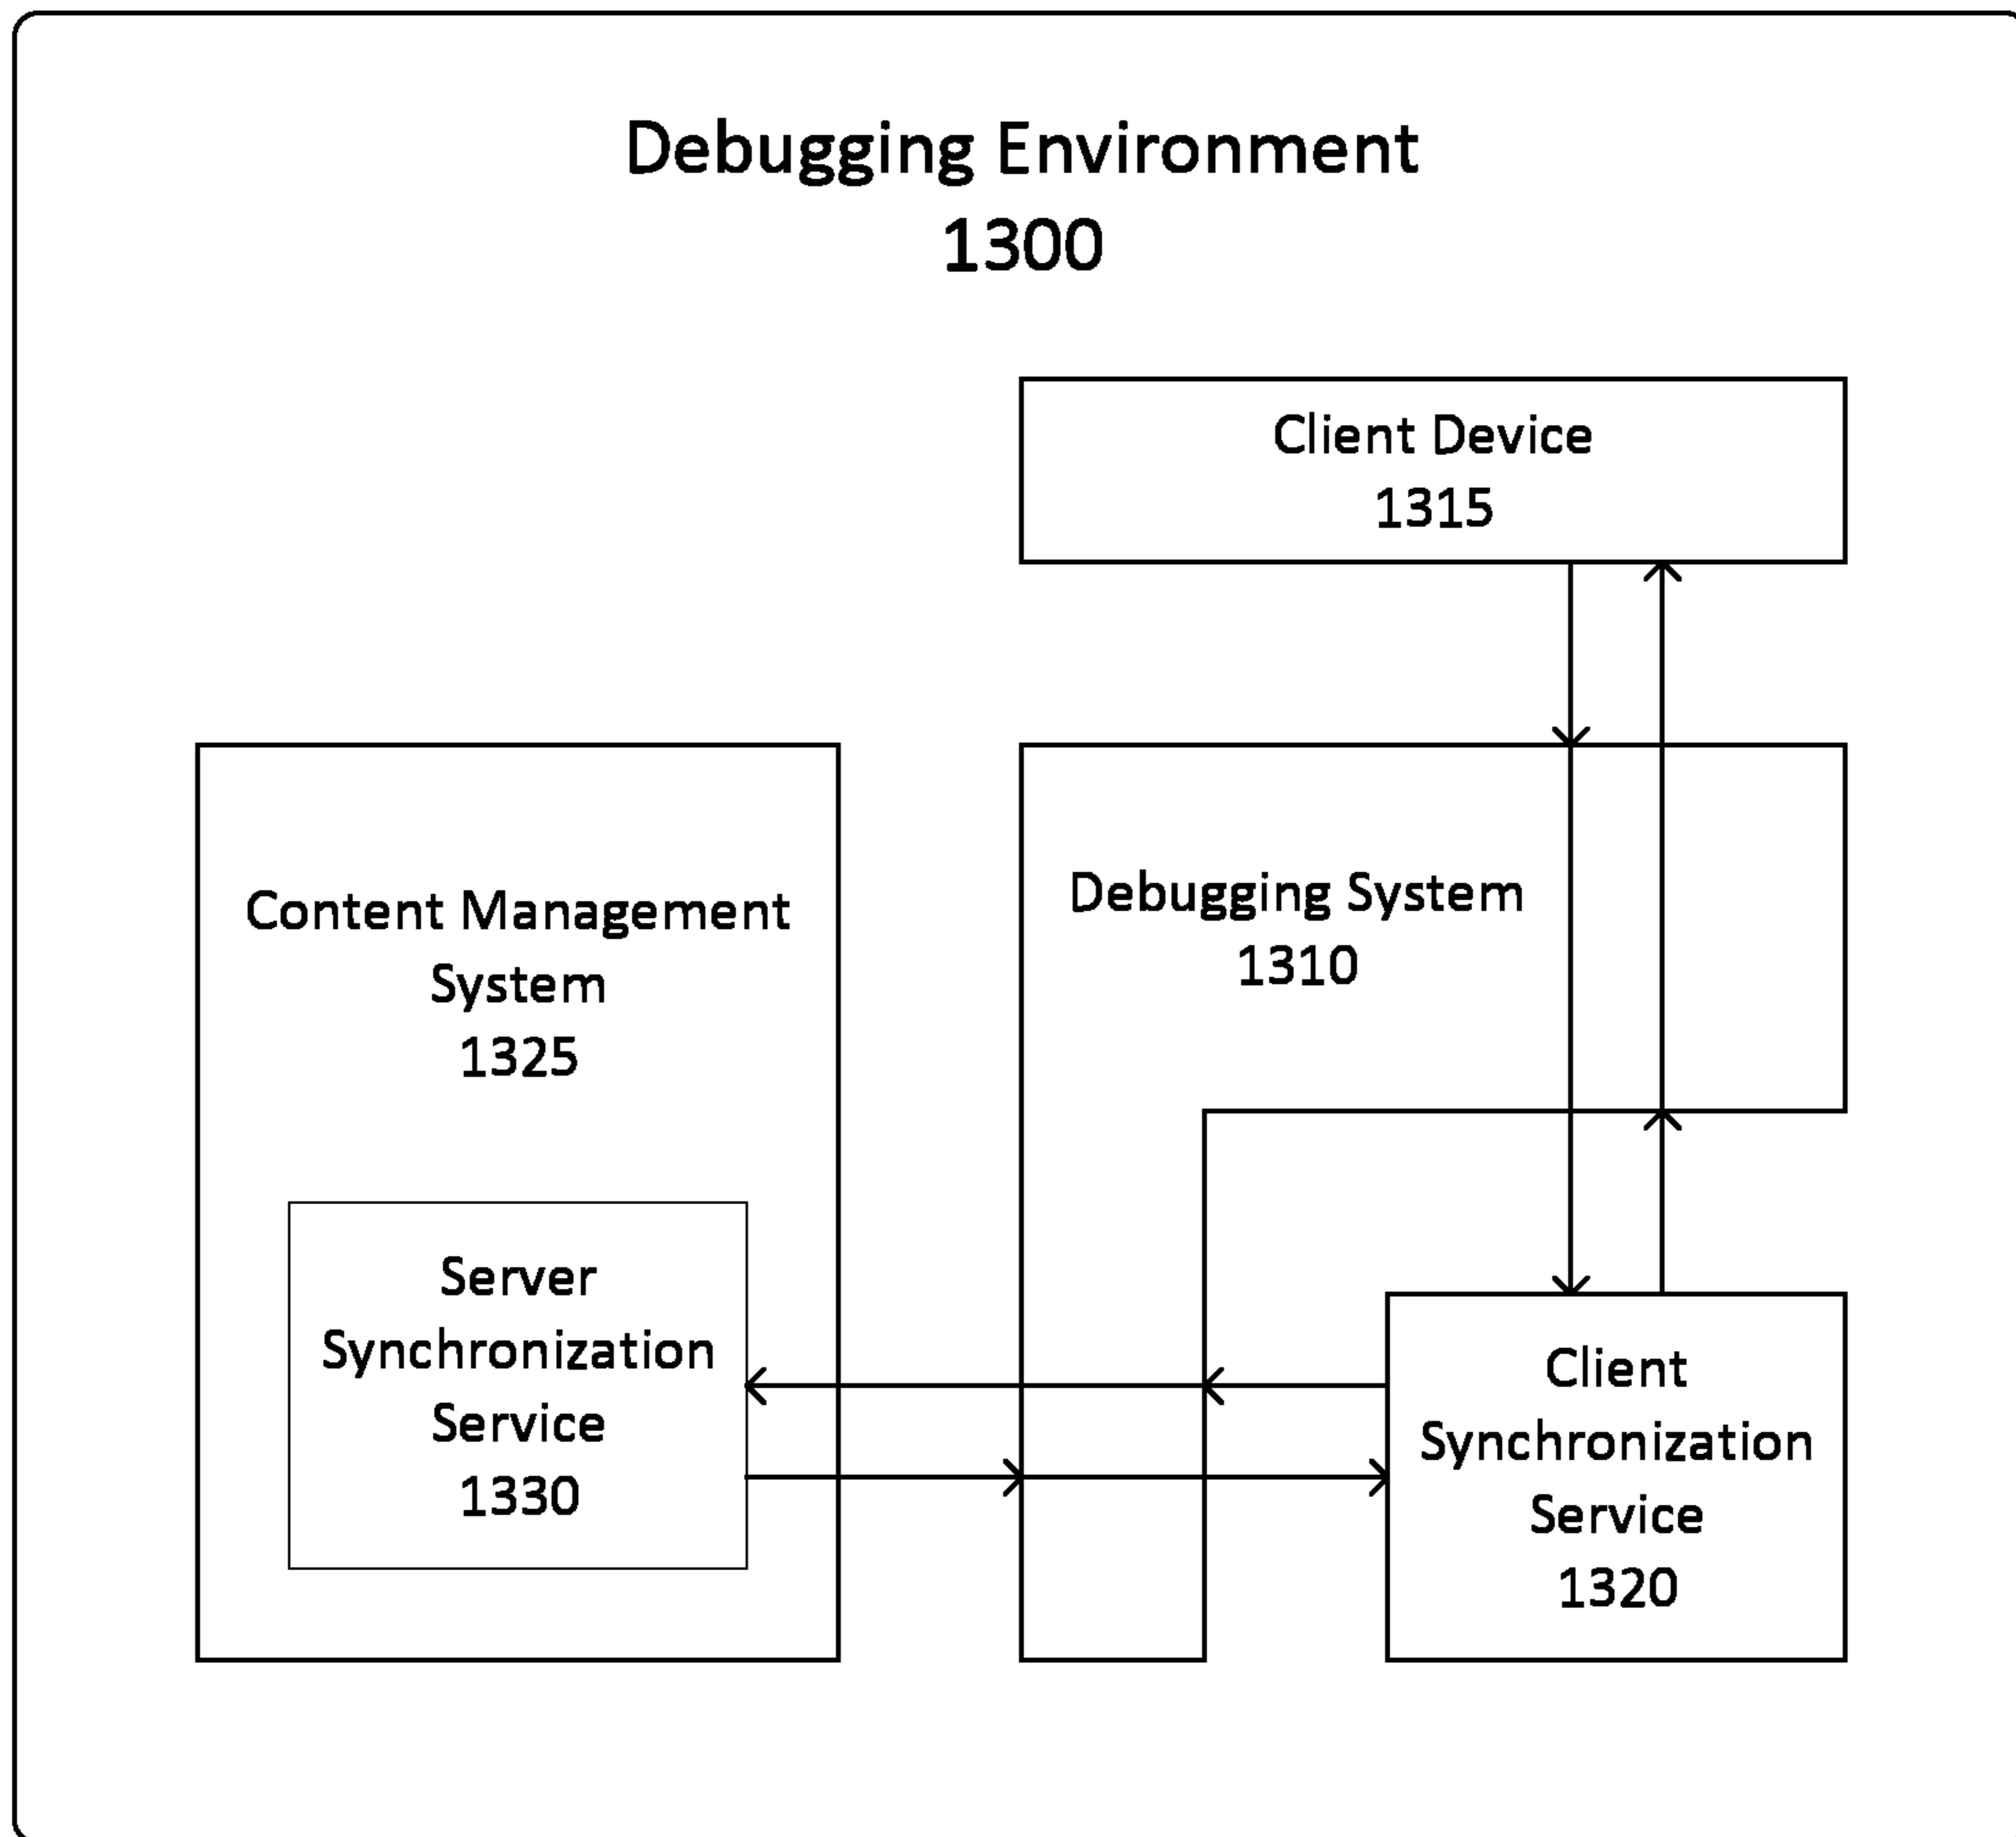 Debugging Environment
1300
Client Device
1315
Content Management
System
1325
Debugging System
1310
Server
Synchronization
Service
1330
Client
Synchronization
Service
1320